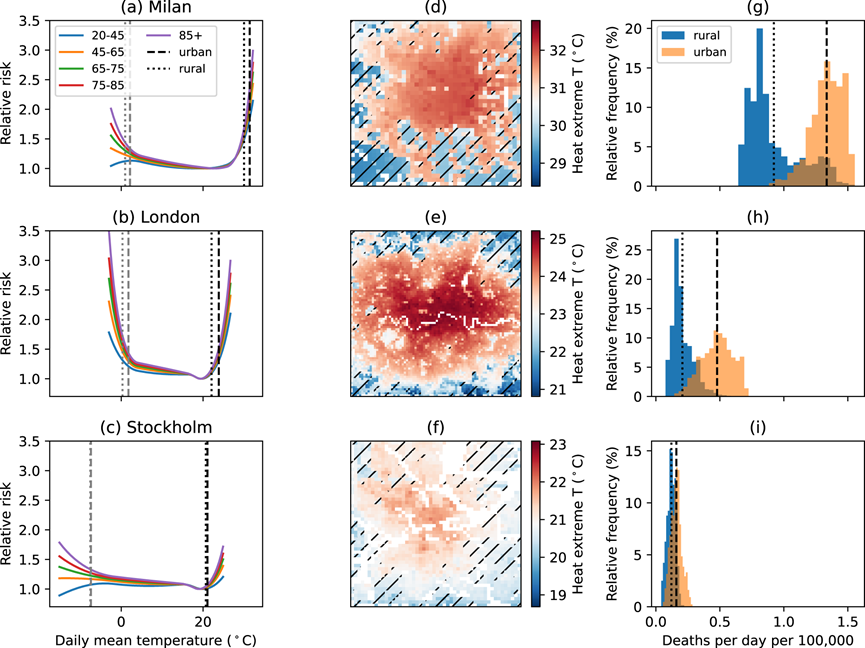 (a) Milan
3.5
3.0
2.5
2.0
1.5
1.0
Relative risk
20-45
45-65
65-75
75-85
85+
urban
rural
0
20
(d)
32
31
30
29
Heat extreme T (°C)
(g)
20
15
10
5
0
Relative frequency (%)
rural
urban
(b) London
3.5
3.0
2.5
2.0
1.5
1.0
Relative risk
(e)
25
24
23
22
21
Heat extreme T (°C)
(h)
25
20
15
10
5
0
Relative frequency (%)
(c) Stockholm
3.5
3.0
2.5
2.0
1.5
1.0
Relative risk
0
20
Daily mean temperature (°C)
(f)
23
22
21
20
19
Heat extreme T (°C)
(i)
15
10
5
0
Relative frequency (%)
0.0
0.5
1.0
1.5
Deaths per day per 100,000